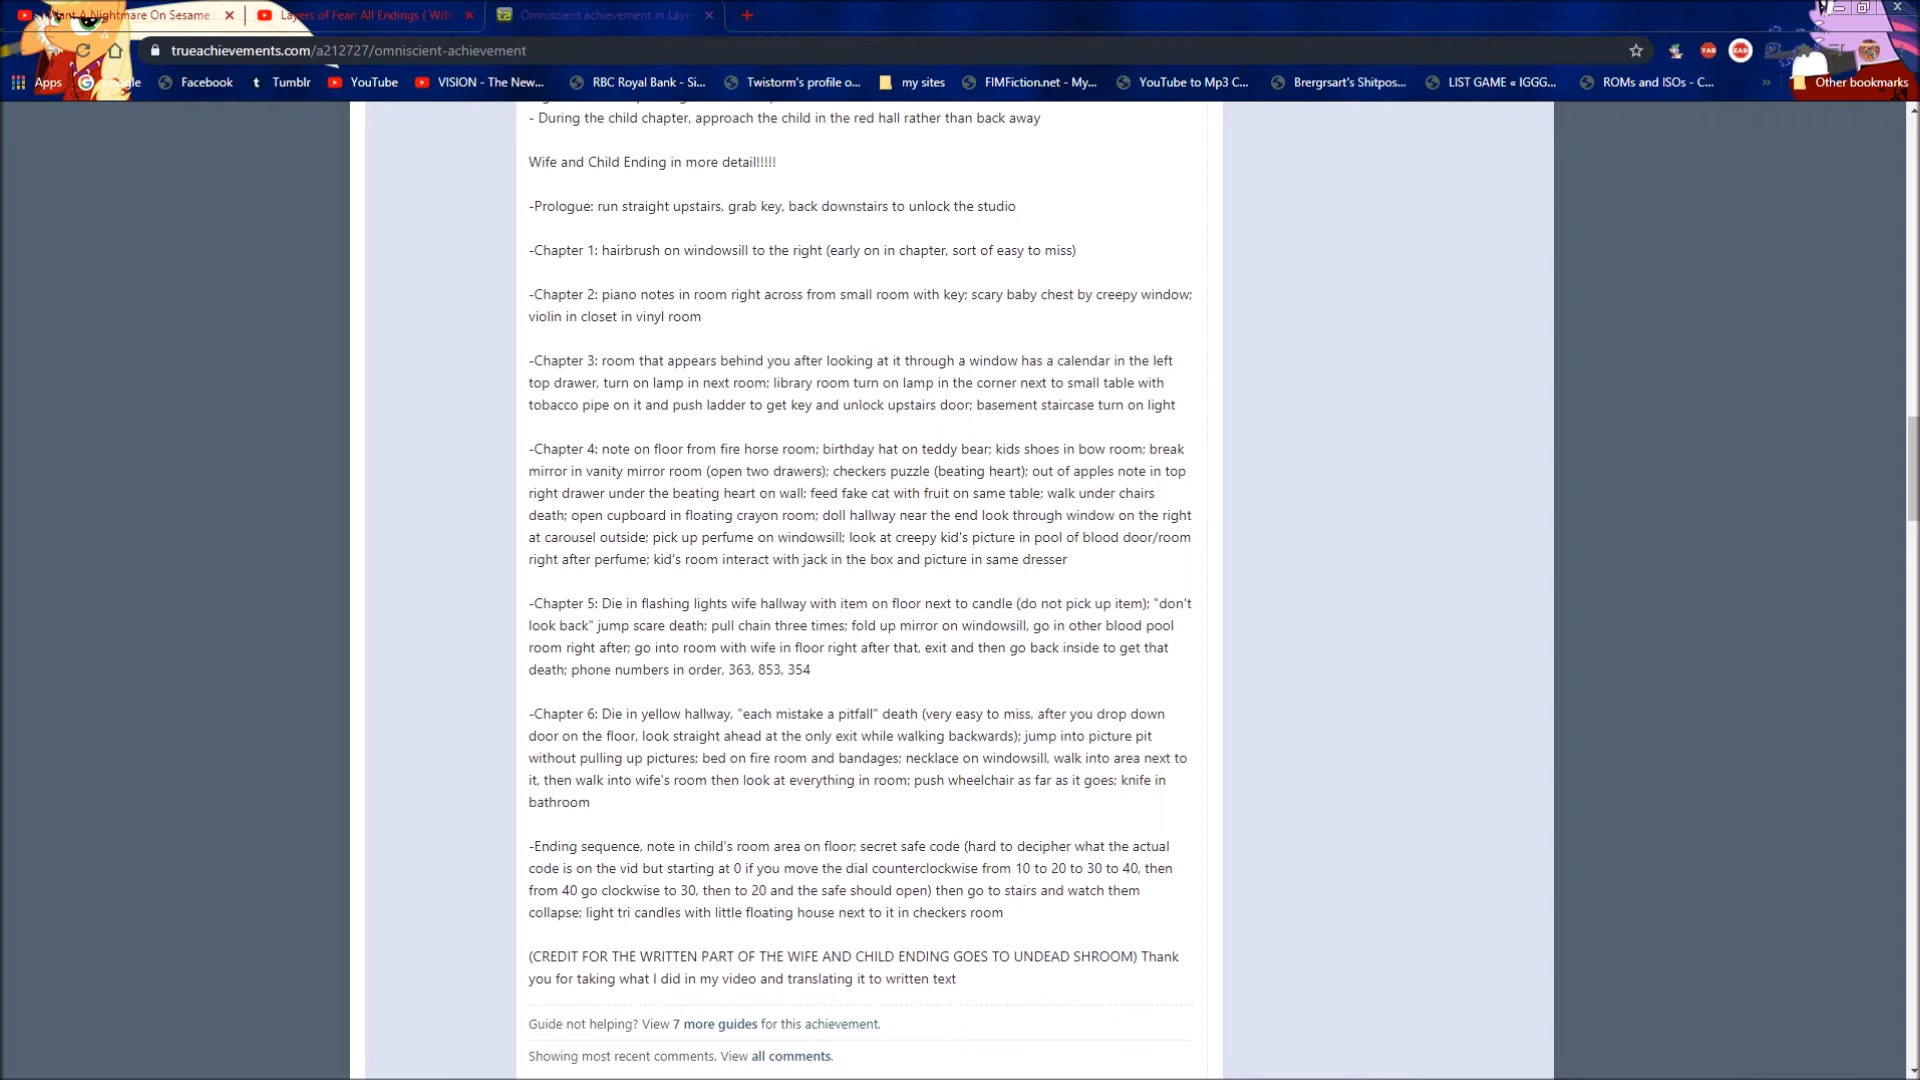 Want A Nightmare On Sesame
Layers of Fear: All Endings ( Wife
Omniscient achievement in Laye
trueachievements.com/a212727/omniscient-achievement
Apps
Facebook
Tumblr
YouTube
VISION - The New...
RBC Royal Bank - Si...
Twistorm's profile o...
my sites
FIMFiction.net - My...
YouTube to Mp3 C...
Brergrsart's Shitpos...
LIST GAME « IGGG...
ROMs and ISOs - C...
»
Other bookmarks
- During the child chapter, approach the child in the red hall rather than back away
Wife and Child Ending in more detail!!!!!
-Prologue: run straight upstairs, grab key, back downstairs to unlock the studio
-Chapter 1: hairbrush on windowsill to the right (early on in chapter, sort of easy to miss)
-Chapter 2: piano notes in room right across from small room with key; scary baby chest by creepy window;
violin in closet in vinyl room
-Chapter 3: room that appears behind you after looking at it through a window has a calendar in the left
top drawer, turn on lamp in next room; library room turn on lamp in the corner next to small table with
tobacco pipe on it and push ladder to get key and unlock upstairs door; basement staircase turn on light
-Chapter 4: note on floor from fire horse room; birthday hat on teddy bear; kids shoes in bow room; break
mirror in vanity mirror room (open two drawers); checkers puzzle (beating heart); out of apples note in top
right drawer under the beating heart on wall; feed fake cat with fruit on same table; walk under chairs
death; open cupboard in floating crayon room; doll hallway near the end look through window on the right
at carousel outside; pick up perfume on windowsill; look at creepy kid's picture in pool of blood door/room
right after perfume; kid's room interact with jack in the box and picture in same dresser
-Chapter 5: Die in flashing lights wife hallway with item on floor next to candle (do not pick up item); "don't
look back" jump scare death; pull chain three times; fold up mirror on windowsill, go in other blood pool
room right after; go into room with wife in floor right after that, exit and then go back inside to get that
death; phone numbers in order, 363, 853, 354
-Chapter 6: Die in yellow hallway, "each mistake a pitfall" death (very easy to miss, after you drop down
door on the floor, look straight ahead at the only exit while walking backwards); jump into picture pit
without pulling up pictures; bed on fire room and bandages; necklace on windowsill, walk into area next to
it, then walk into wife's room then look at everything in room; push wheelchair as far as it goes; knife in
bathroom
-Ending sequence, note in child's room area on floor; secret safe code (hard to decipher what the actual
code is on the vid but starting at 0 if you move the dial counterclockwise from 10 to 20 to 30 to 40, then
from 40 go clockwise to 30, then to 20 and the safe should open) then go to stairs and watch them
collapse; light tri candles with little floating house next to it in checkers room
(CREDIT FOR THE WRITTEN PART OF THE WIFE AND CHILD ENDING GOES TO UNDEAD SHROOM) Thank
you for taking what I did in my video and translating it to written text
Guide not helping? View 7 more guides for this achievement.
Showing most recent comments. View all comments.